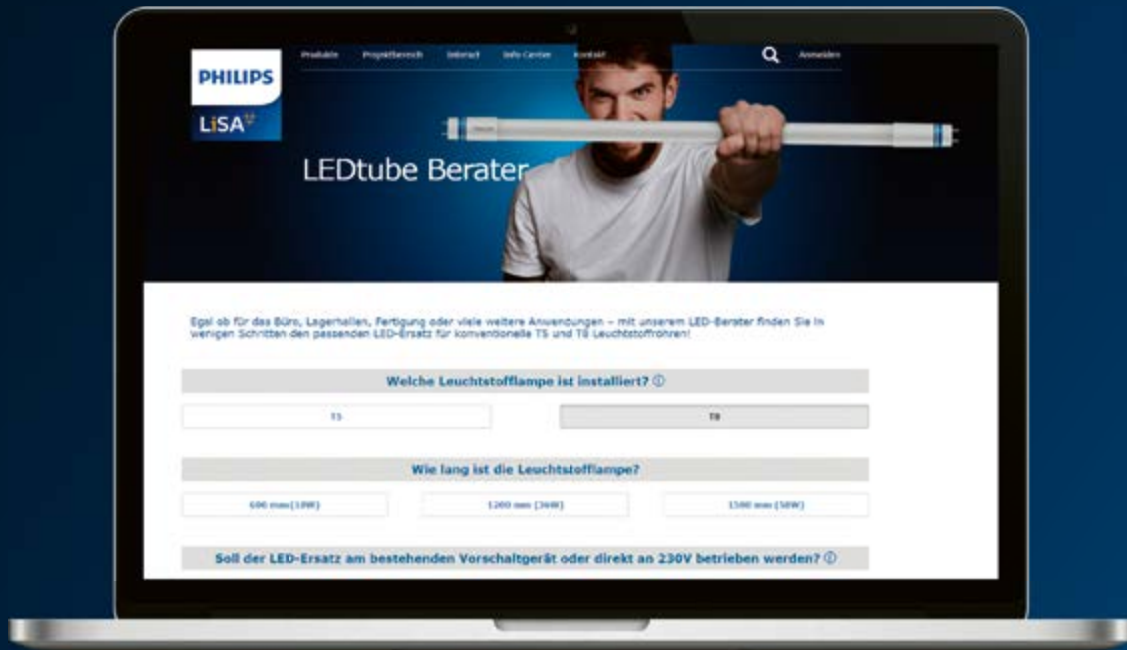 Produkte Projektbereich Interact Info Center Kontakt Anmelden
PHILIPS
LiSA
LEDtube Berater
Egal ob für das Büro, Lagerhallen, Fertigung oder viele weitere Anwendungen – mit unserem LED-Berater finden Sie in
wenigen Schritten den passenden LED-Ersatz für konventionelle T5 und T8 Leuchtstoffröhren!
Welche Leuchtstofflampe ist installiert?
T5 T8
Wie lang ist die Leuchtstofflampe?
600 mm (18W) 1200 mm (36W) 1500 mm (58W)
Soll der LED-Ersatz am bestehenden Vorschaltgerät oder direkt an 230V betrieben werden?